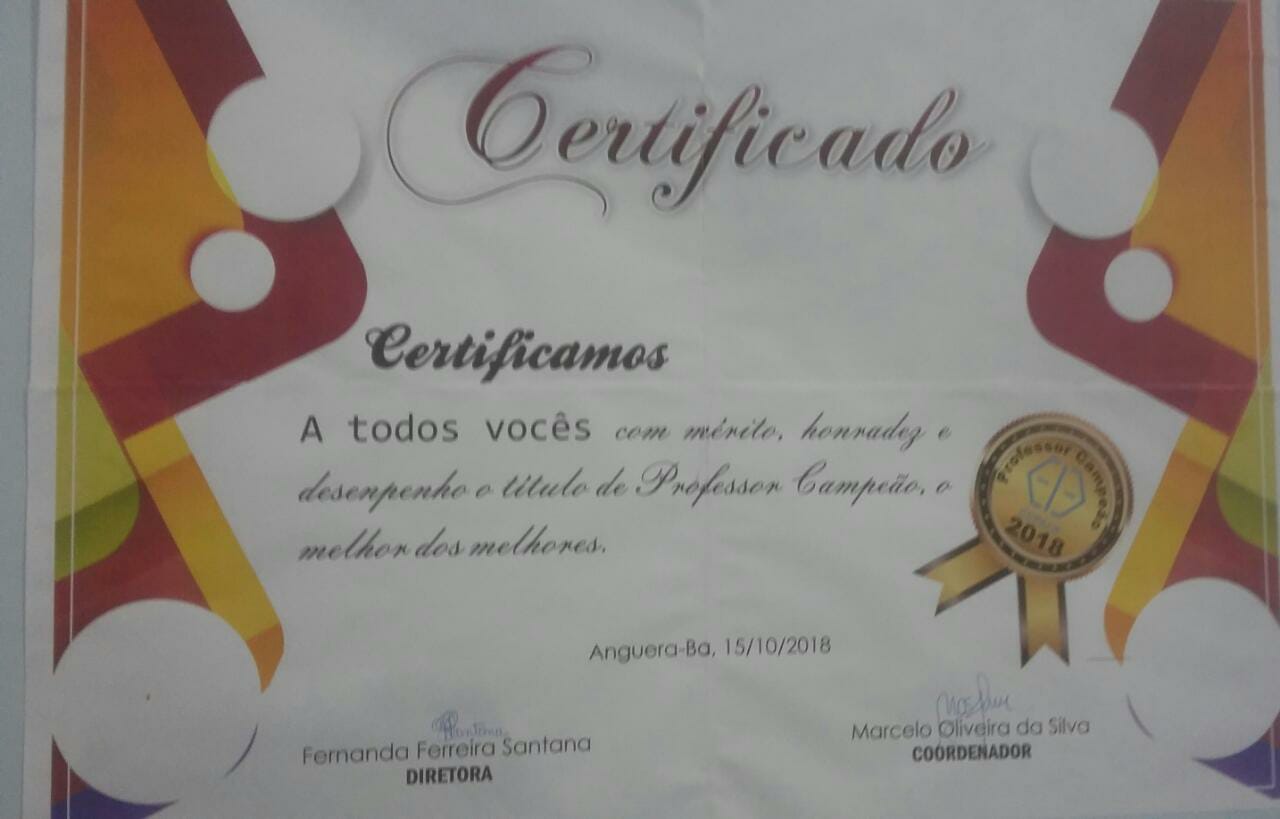 Certificado
Certificamos
A todos vocês com mérito, honradez e
desenpenho o título de Professor Campeão, o
melhor dos melhores.
Professor Campeão
2018
Anguera-Ba, 15/10/2018
Fernanda Ferreira Santana
DIRETORA
Marcelo Oliveira da Silva
COORDENADOR